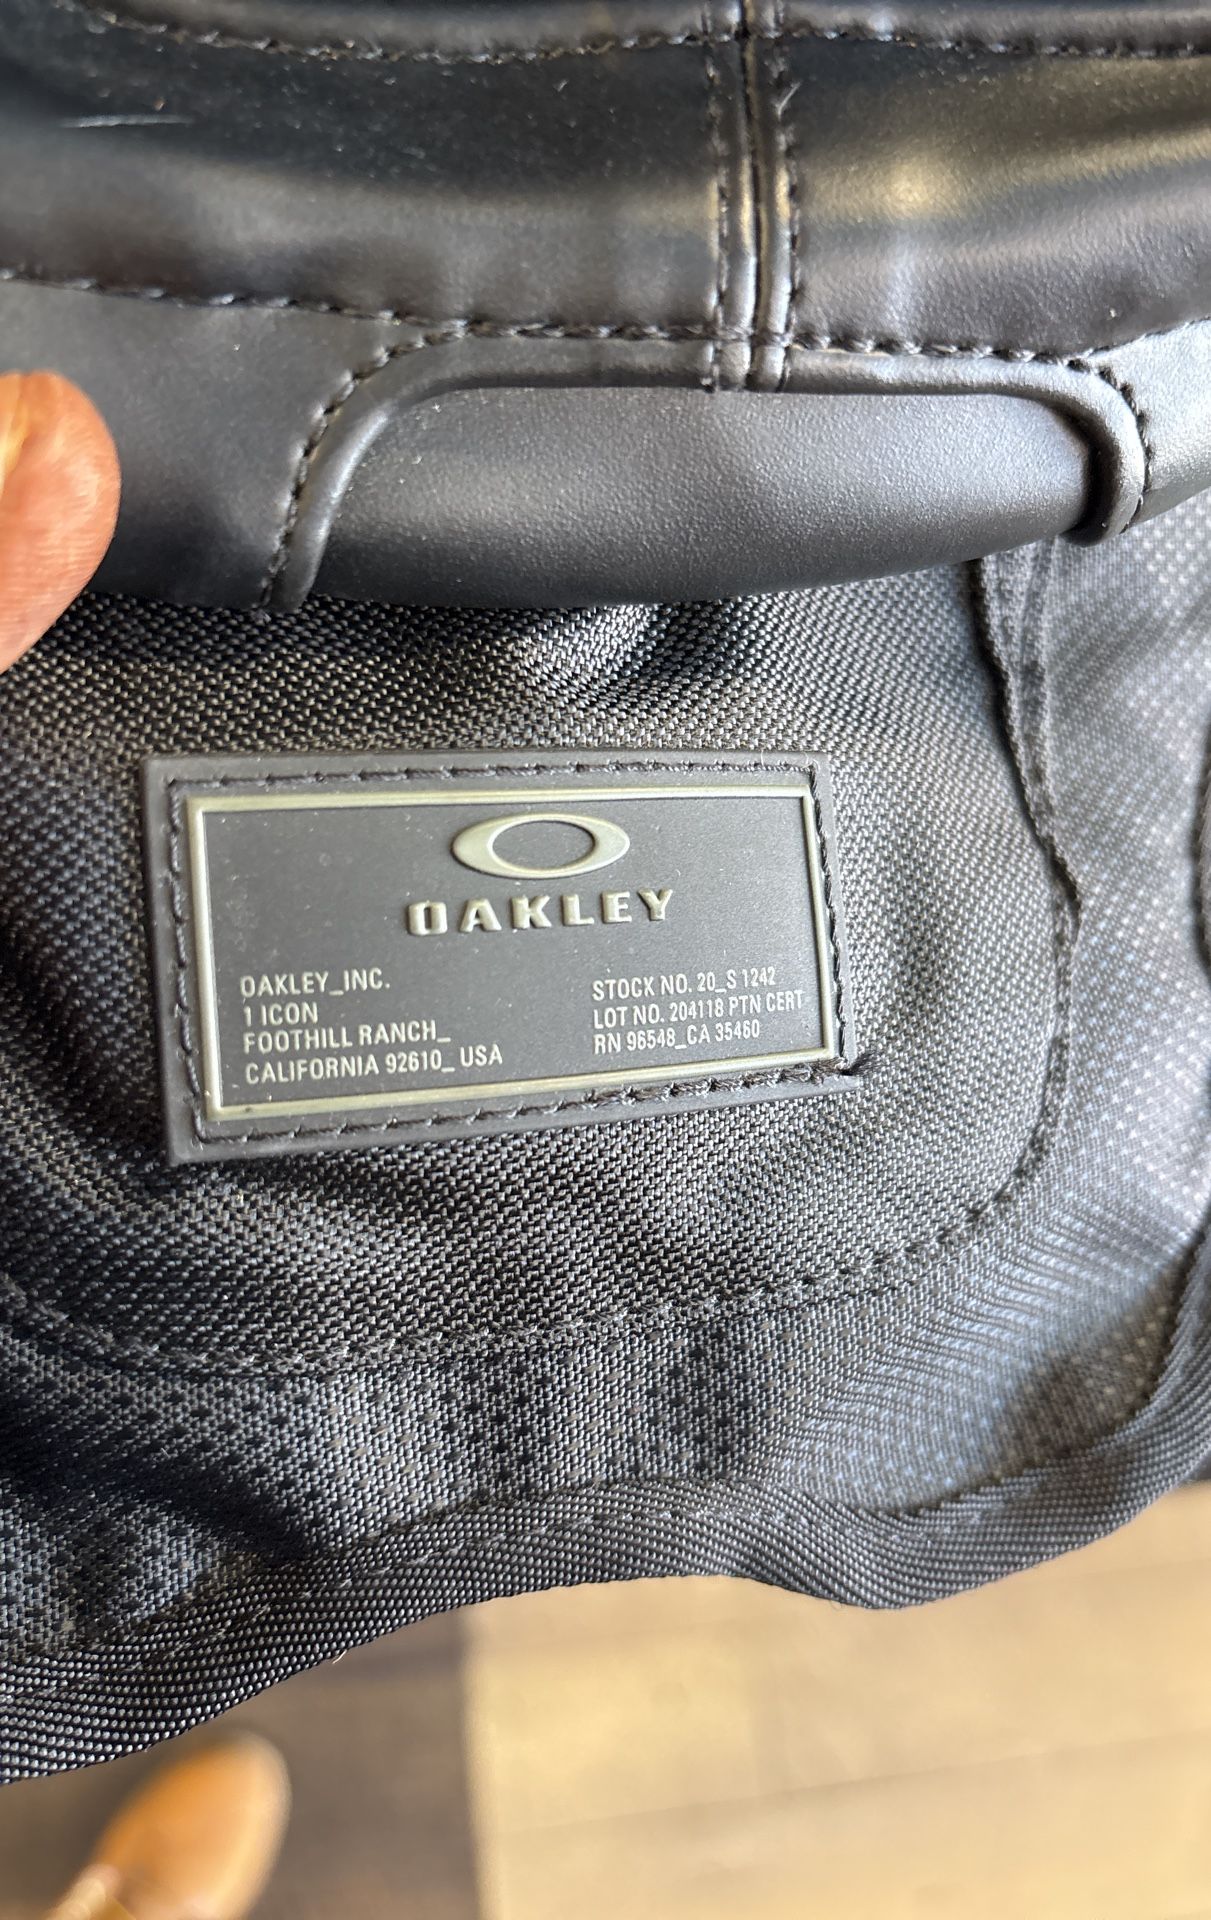 OAKLEY
OAKLEY_INC.
1 ICON
FOOTHILL RANCH_
CALIFORNIA 92610_ USA
STOCK NO. 20_S 1242
LOT NO. 204118 PTN CERT
RN 96548_CA 35460